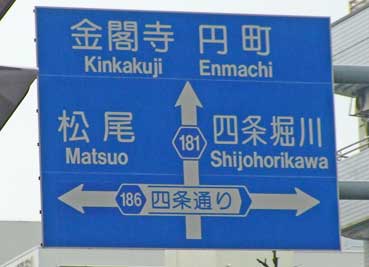 金閣寺 円町
Kinkakuji Enmachi
松尾 181 四条堀川
Matsuo Shijohorikawa
186 四条通り